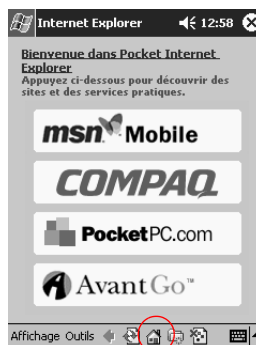 Internet Explorer 12:58
Bienvenue dans Pocket Internet
Explorer
Appuyez ci-dessous pour découvrir des
sites et des services pratiques.
msn Mobile
COMPAQ
PocketPC.com
AvantGo™
Affichage Outils